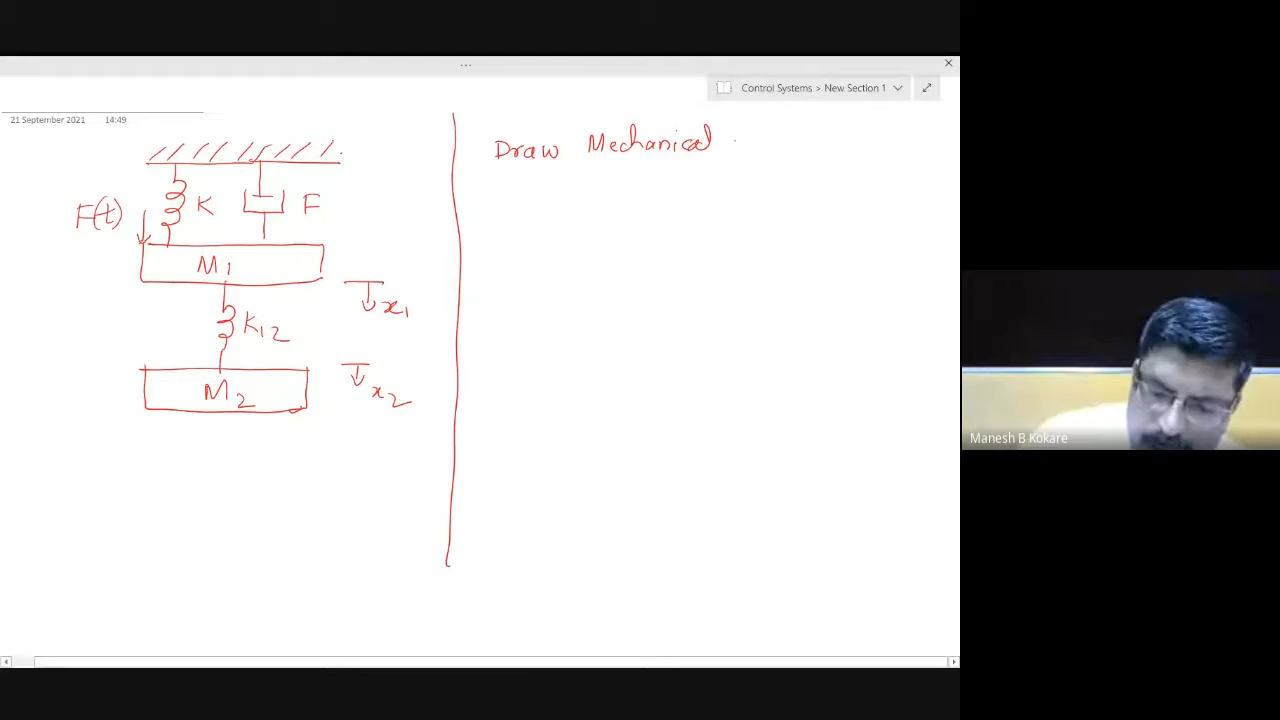 Control Systems > New Section 1
21 September 2021 14:49
Draw Mechanical
F(t)
K
F
M1
x1
K12
M2
x2
Manesh B Kokare